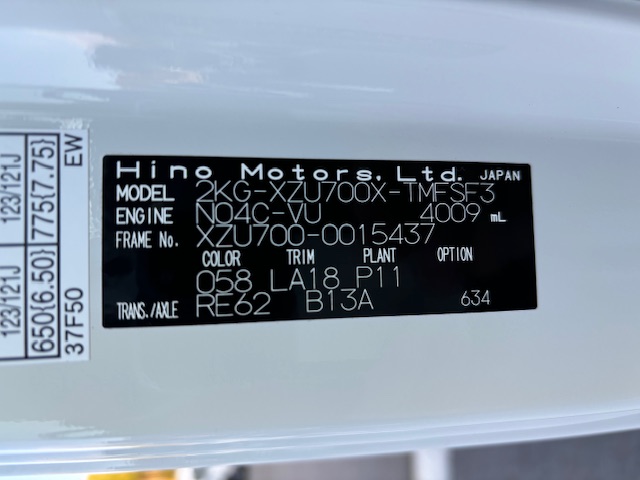 Hino Motors, Ltd. JAPAN
MODEL 2KG-XZU700X-TMFSF3
ENGINE N04C-VU 4009 mL
FRAME No. XZU700-0015437
COLOR TRIM PLANT OPTION
058 LA18 P11
TRANS./AXLE RE62 B13A 634
123/121J 123/121J
650(6.50) 775(7.75)
37F50 EW